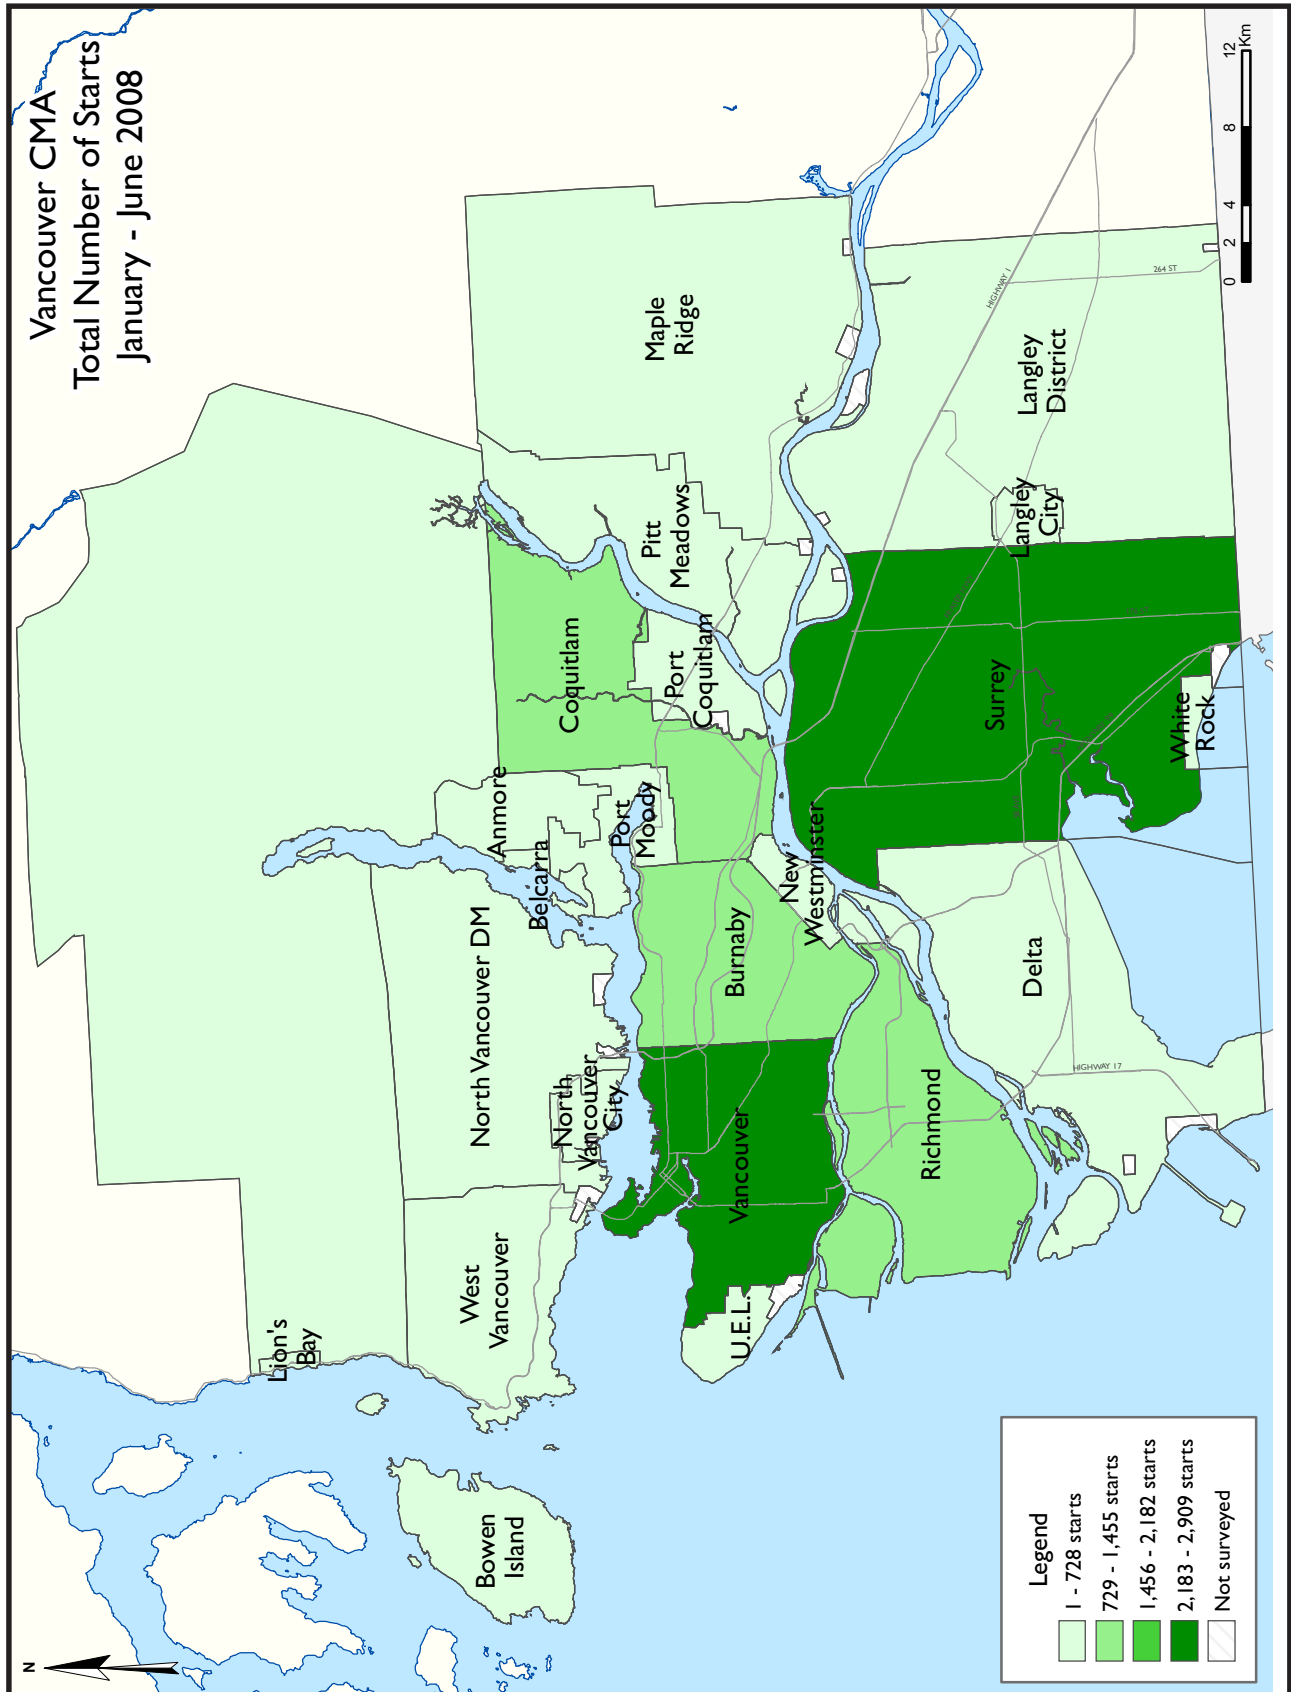 Vancouver CMA
Total Number of Starts
January - June 2008
N
Lion's
Bay
Bowen
Island
West
Vancouver
North Vancouver DM
North
Vancouver
City
Belcarra
Anmore
Port
Moody
Coquitlam
Port
Coquitlam
Pitt
Meadows
Maple
Ridge
U.E.L.
Vancouver
Burnaby
New
Westminster
Richmond
Delta
Surrey
White
Rock
Langley
City
Langley
District
HIGHWAY 1
264 ST
HIGHWAY 17
Legend
1 - 728 starts
729 - 1,455 starts
1,456 - 2,182 starts
2,183 - 2,909 starts
Not surveyed
0 2 4 8 12
Km